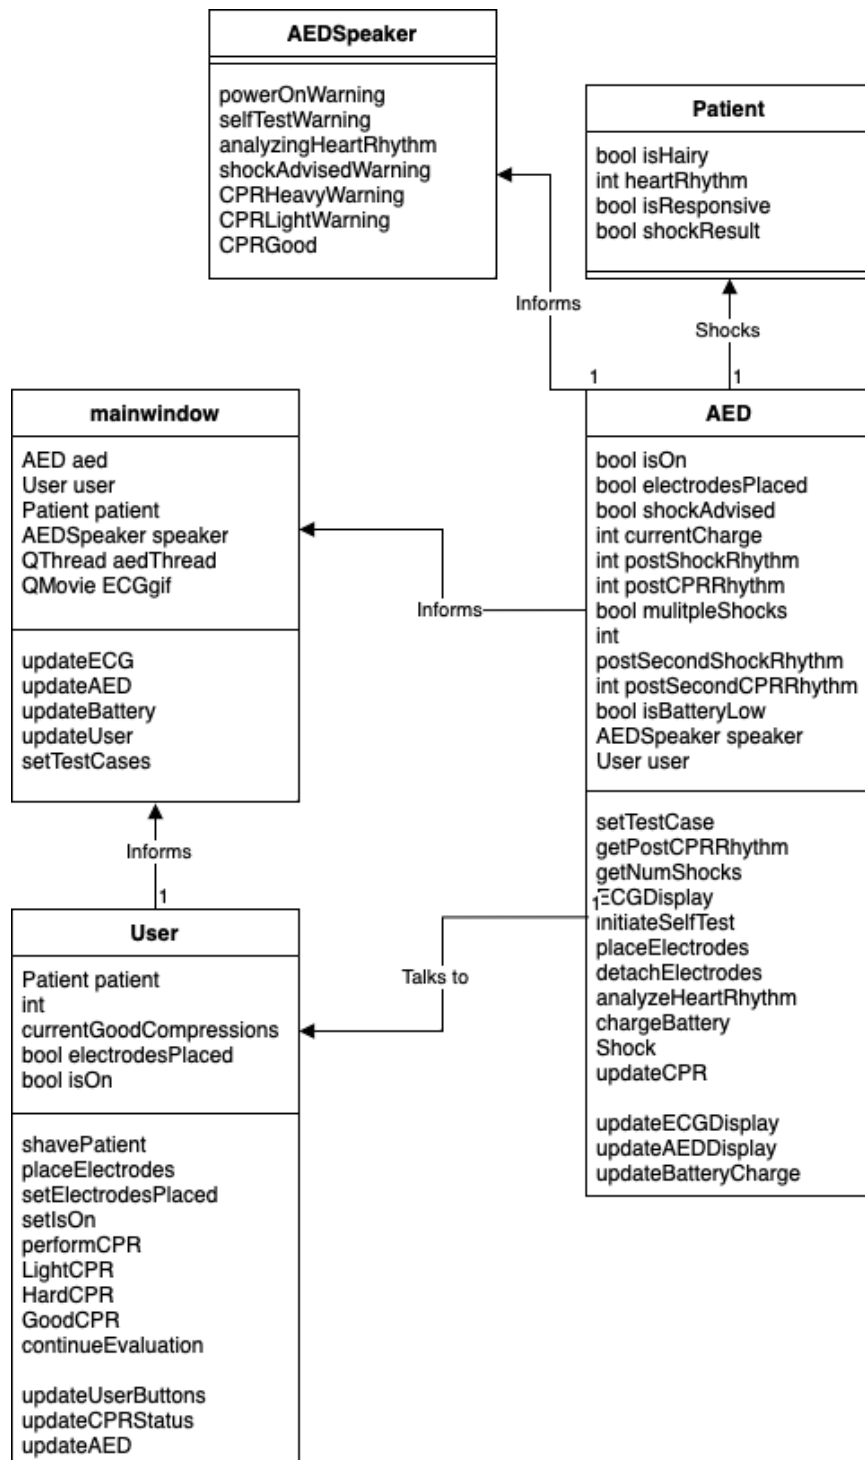 AEDSpeaker
powerOnWarning
selfTestWarning
analyzingHeartRhythm
shockAdvisedWarning
CPRHeavyWarning
CPRLightWarning
CPRGood
Patient
bool isHairy
int heartRhythm
bool isResponsive
bool shockResult
Informs
Shocks
1
1
mainwindow
AED aed
User user
Patient patient
AEDSpeaker speaker
QThread aedThread
QMovie ECGgif
updateECG
updateAED
updateBattery
updateUser
setTestCases
Informs
AED
bool isOn
bool electrodesPlaced
bool shockAdvised
int currentCharge
int postShockRhythm
int postCPRRhythm
bool mulitpleShocks
int
postSecondShockRhythm
int postSecondCPRRhythm
bool isBatteryLow
AEDSpeaker speaker
User user
setTestCase
getPostCPRRhythm
getNumShocks
ECGDisplay
1
initiateSelfTest
placeElectrodes
detachElectrodes
analyzeHeartRhythm
chargeBattery
Shock
updateCPR
updateECGDisplay
updateAEDDisplay
updateBatteryCharge
Informs
1
Talks to
User
Patient patient
int
currentGoodCompressions
bool electrodesPlaced
bool isOn
shavePatient
placeElectrodes
setElectrodesPlaced
setIsOn
performCPR
LightCPR
HardCPR
GoodCPR
continueEvaluation
updateUserButtons
updateCPRStatus
updateAED